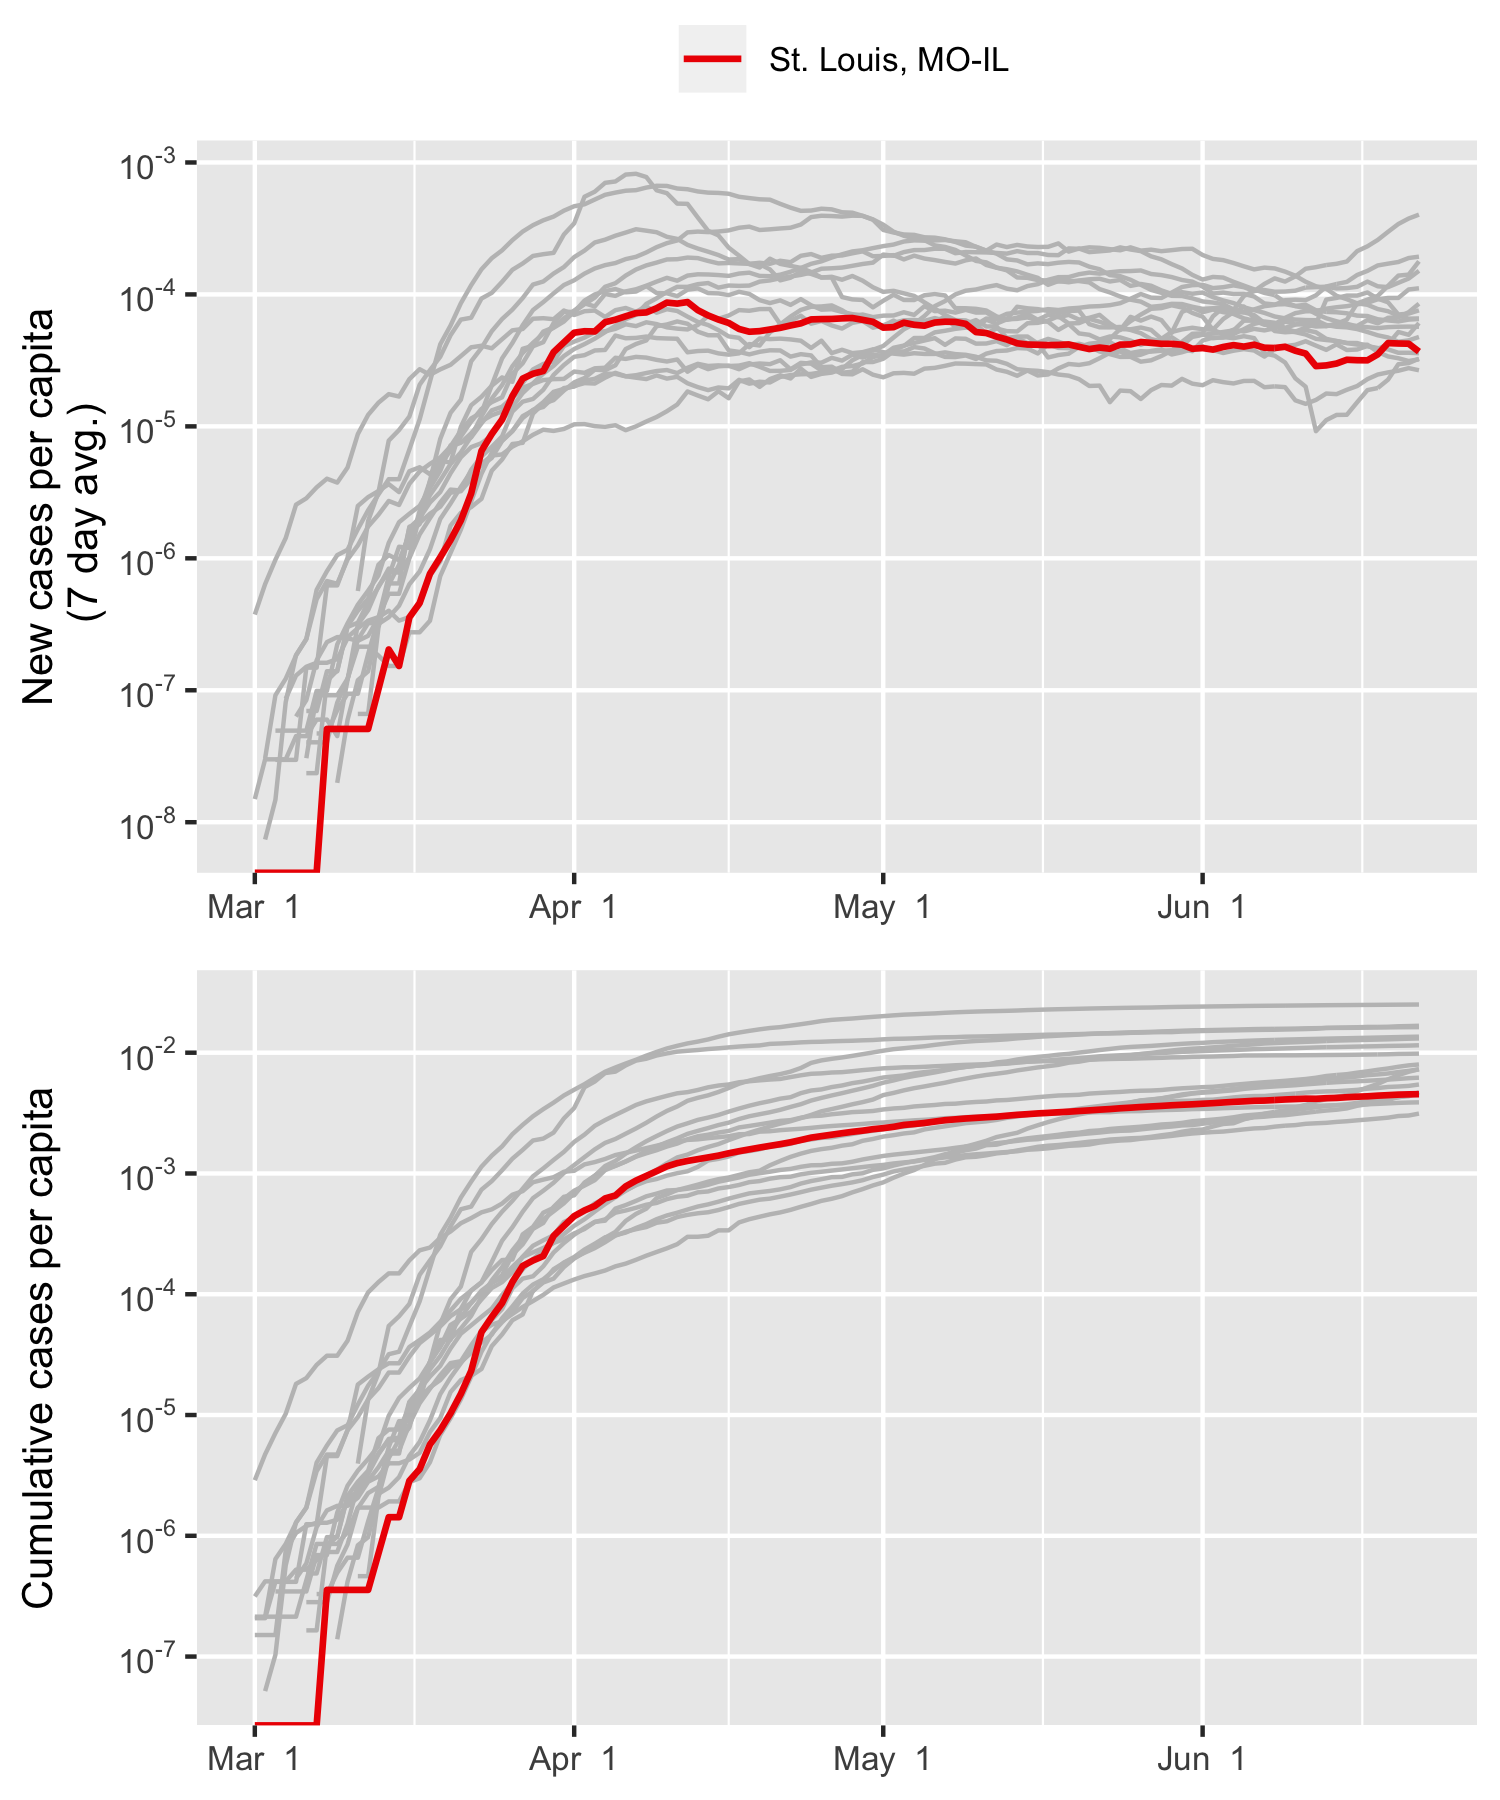 St. Louis, MO-IL
New cases per capita
(7 day avg.)
10-3
10-4
10-5
10-6
10-7
10-8
Mar 1 Apr 1 May 1 Jun 1
Cumulative cases per capita
10-2
10-3
10-4
10-5
10-6
10-7
Mar 1 Apr 1 May 1 Jun 1